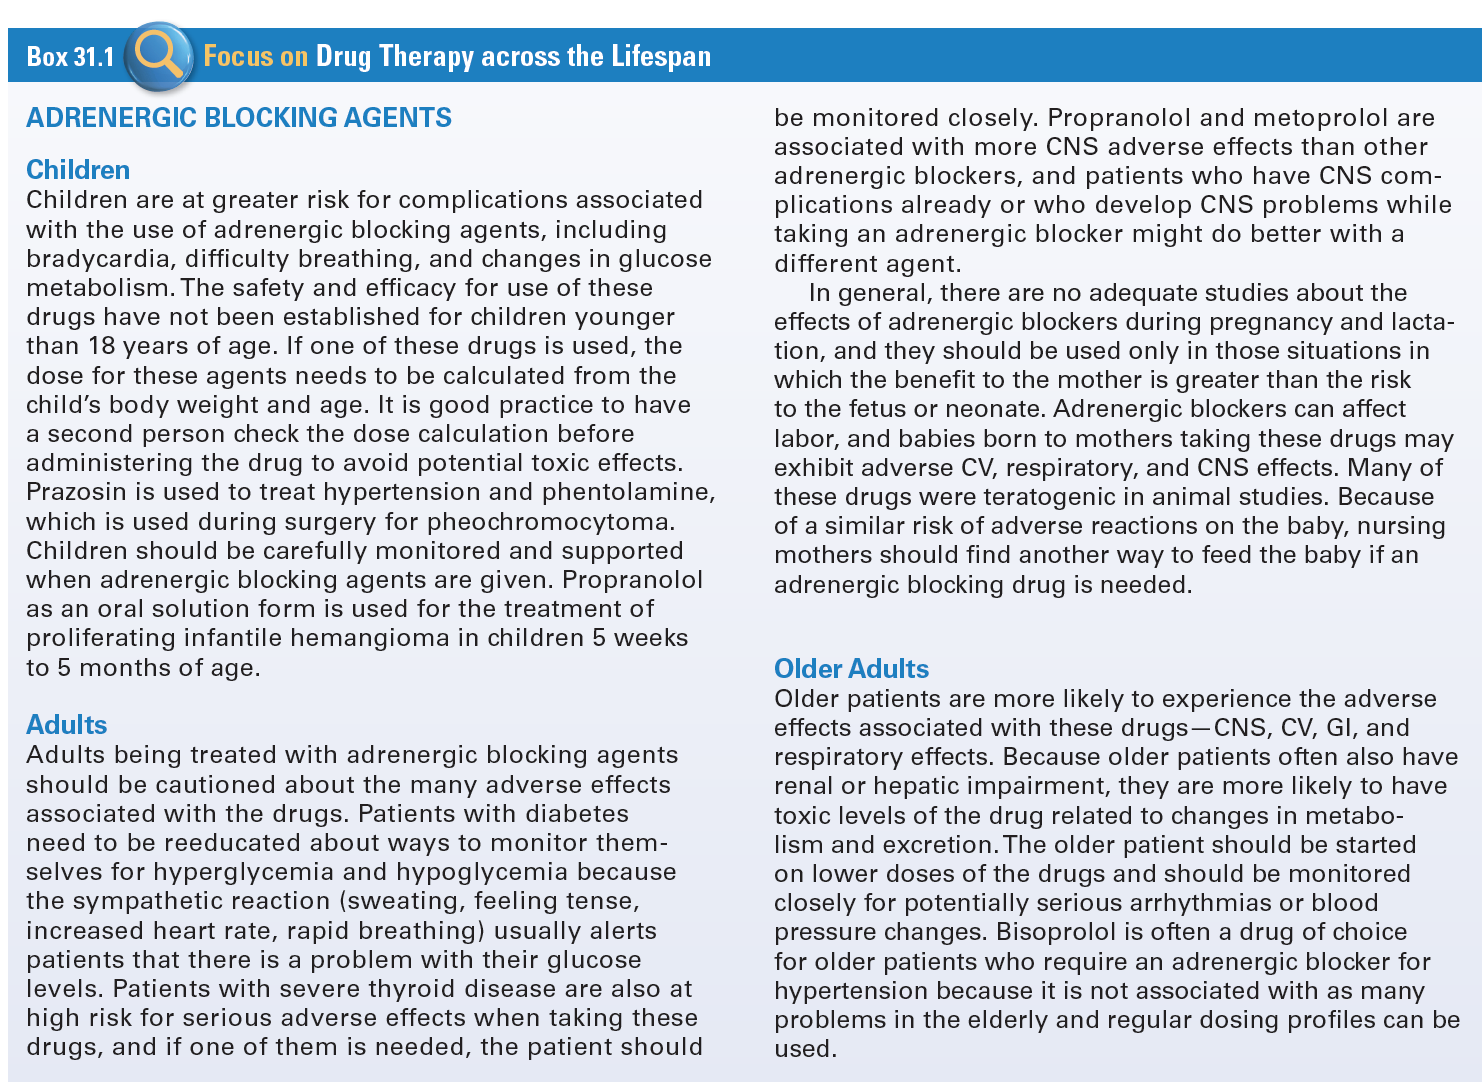 Box 31.1 Focus on Drug Therapy across the Lifespan
ADRENERGIC BLOCKING AGENTS
Children
Children are at greater risk for complications associated
with the use of adrenergic blocking agents, including
bradycardia, difficulty breathing, and changes in glucose
metabolism. The safety and efficacy for use of these
drugs have not been established for children younger
than 18 years of age. If one of these drugs is used, the
dose for these agents needs to be calculated from the
child’s body weight and age. It is good practice to have
a second person check the dose calculation before
administering the drug to avoid potential toxic effects.
Prazosin is used to treat hypertension and phentolamine,
which is used during surgery for pheochromocytoma.
Children should be carefully monitored and supported
when adrenergic blocking agents are given. Propranolol
as an oral solution form is used for the treatment of
proliferating infantile hemangioma in children 5 weeks
to 5 months of age.
Adults
Adults being treated with adrenergic blocking agents
should be cautioned about the many adverse effects
associated with the drugs. Patients with diabetes
need to be reeducated about ways to monitor them-
selves for hyperglycemia and hypoglycemia because
the sympathetic reaction (sweating, feeling tense,
increased heart rate, rapid breathing) usually alerts
patients that there is a problem with their glucose
levels. Patients with severe thyroid disease are also at
high risk for serious adverse effects when taking these
drugs, and if one of them is needed, the patient should
be monitored closely. Propranolol and metoprolol are
associated with more CNS adverse effects than other
adrenergic blockers, and patients who have CNS com-
plications already or who develop CNS problems while
taking an adrenergic blocker might do better with a
different agent.
In general, there are no adequate studies about the
effects of adrenergic blockers during pregnancy and lacta-
tion, and they should be used only in those situations in
which the benefit to the mother is greater than the risk
to the fetus or neonate. Adrenergic blockers can affect
labor, and babies born to mothers taking these drugs may
exhibit adverse CV, respiratory, and CNS effects. Many of
these drugs were teratogenic in animal studies. Because
of a similar risk of adverse reactions on the baby, nursing
mothers should find another way to feed the baby if an
adrenergic blocking drug is needed.
Older Adults
Older patients are more likely to experience the adverse
effects associated with these drugs—CNS, CV, GI, and
respiratory effects. Because older patients often also have
renal or hepatic impairment, they are more likely to have
toxic levels of the drug related to changes in metabo-
lism and excretion. The older patient should be started
on lower doses of the drugs and should be monitored
closely for potentially serious arrhythmias or blood
pressure changes. Bisoprolol is often a drug of choice
for older patients who require an adrenergic blocker for
hypertension because it is not associated with as many
problems in the elderly and regular dosing profiles can be
used.